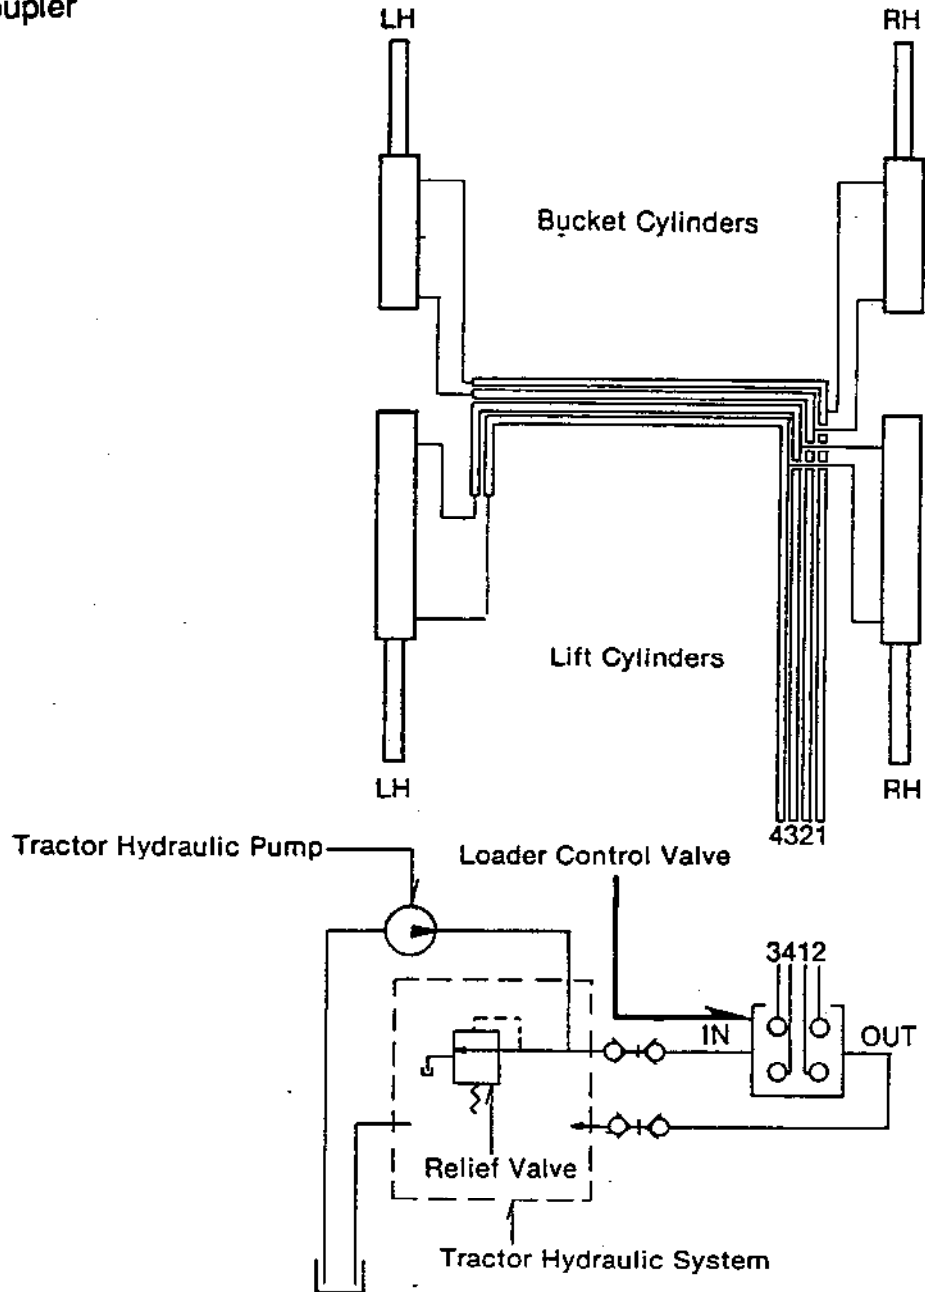 LH
RH
Bucket Cylinders
Lift Cylinders
LH
RH
4321
Tractor Hydraulic Pump
Loader Control Valve
3412
IN
OUT
Relief Valve
Tractor Hydraulic System